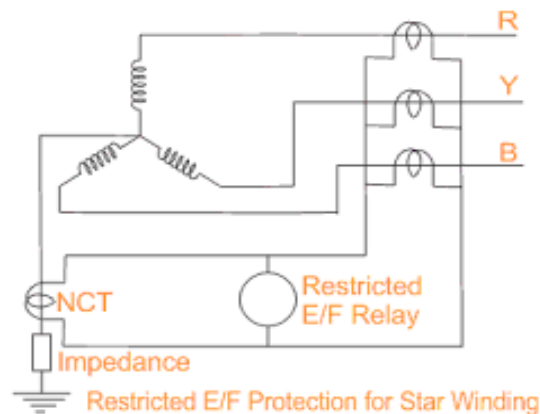 R
Y
B
NCT
Restricted
E/F Relay
Impedance
Restricted E/F Protection for Star Winding